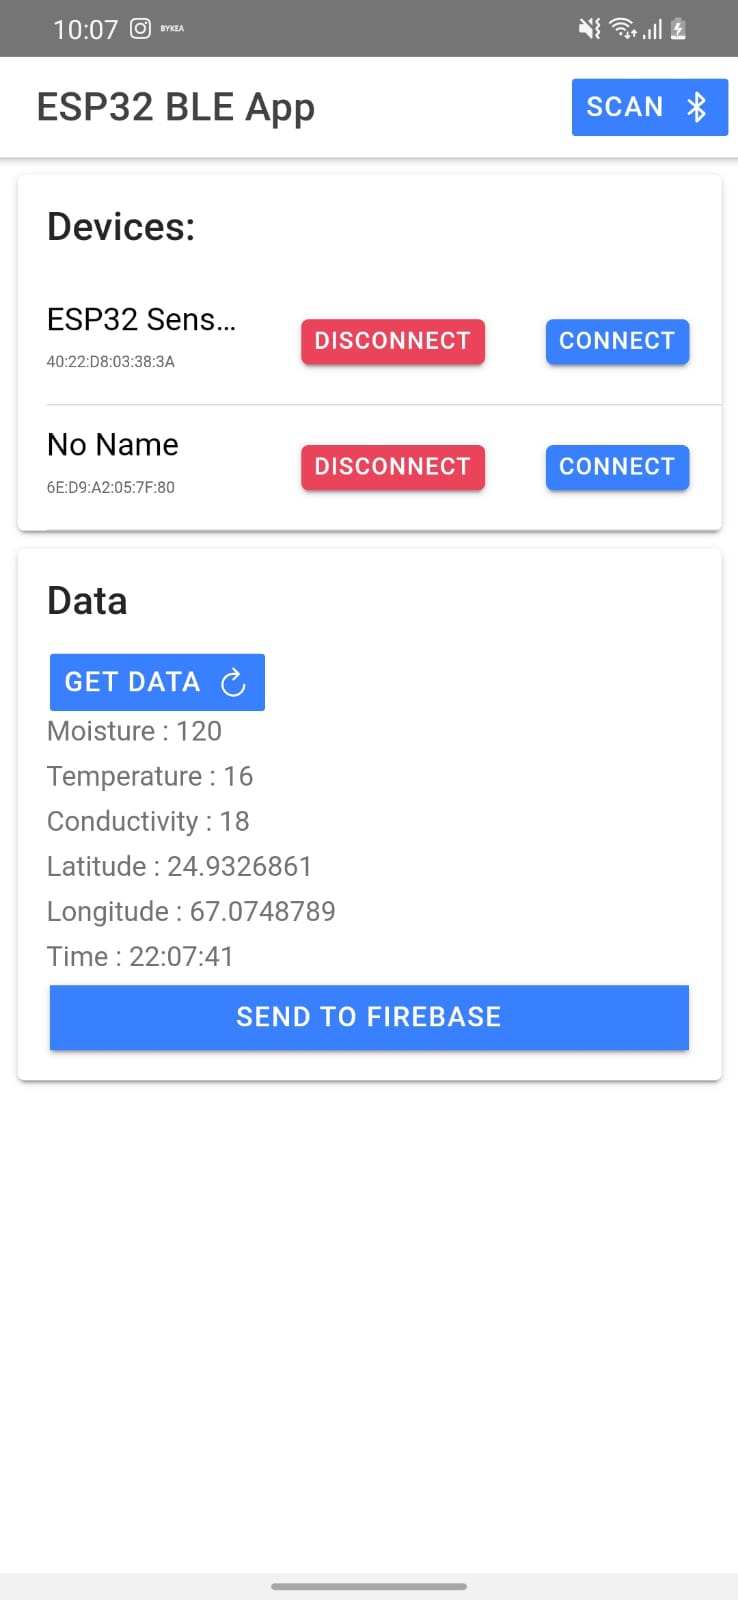 10:07 BYKEA
ESP32 BLE App
SCAN
Devices:
ESP32 Sens...
40:22:D8:03:38:3A
DISCONNECT
CONNECT
No Name
6E:D9:A2:05:7F:80
DISCONNECT
CONNECT
Data
GET DATA
Moisture : 120
Temperature : 16
Conductivity : 18
Latitude : 24.9326861
Longitude : 67.0748789
Time : 22:07:41
SEND TO FIREBASE